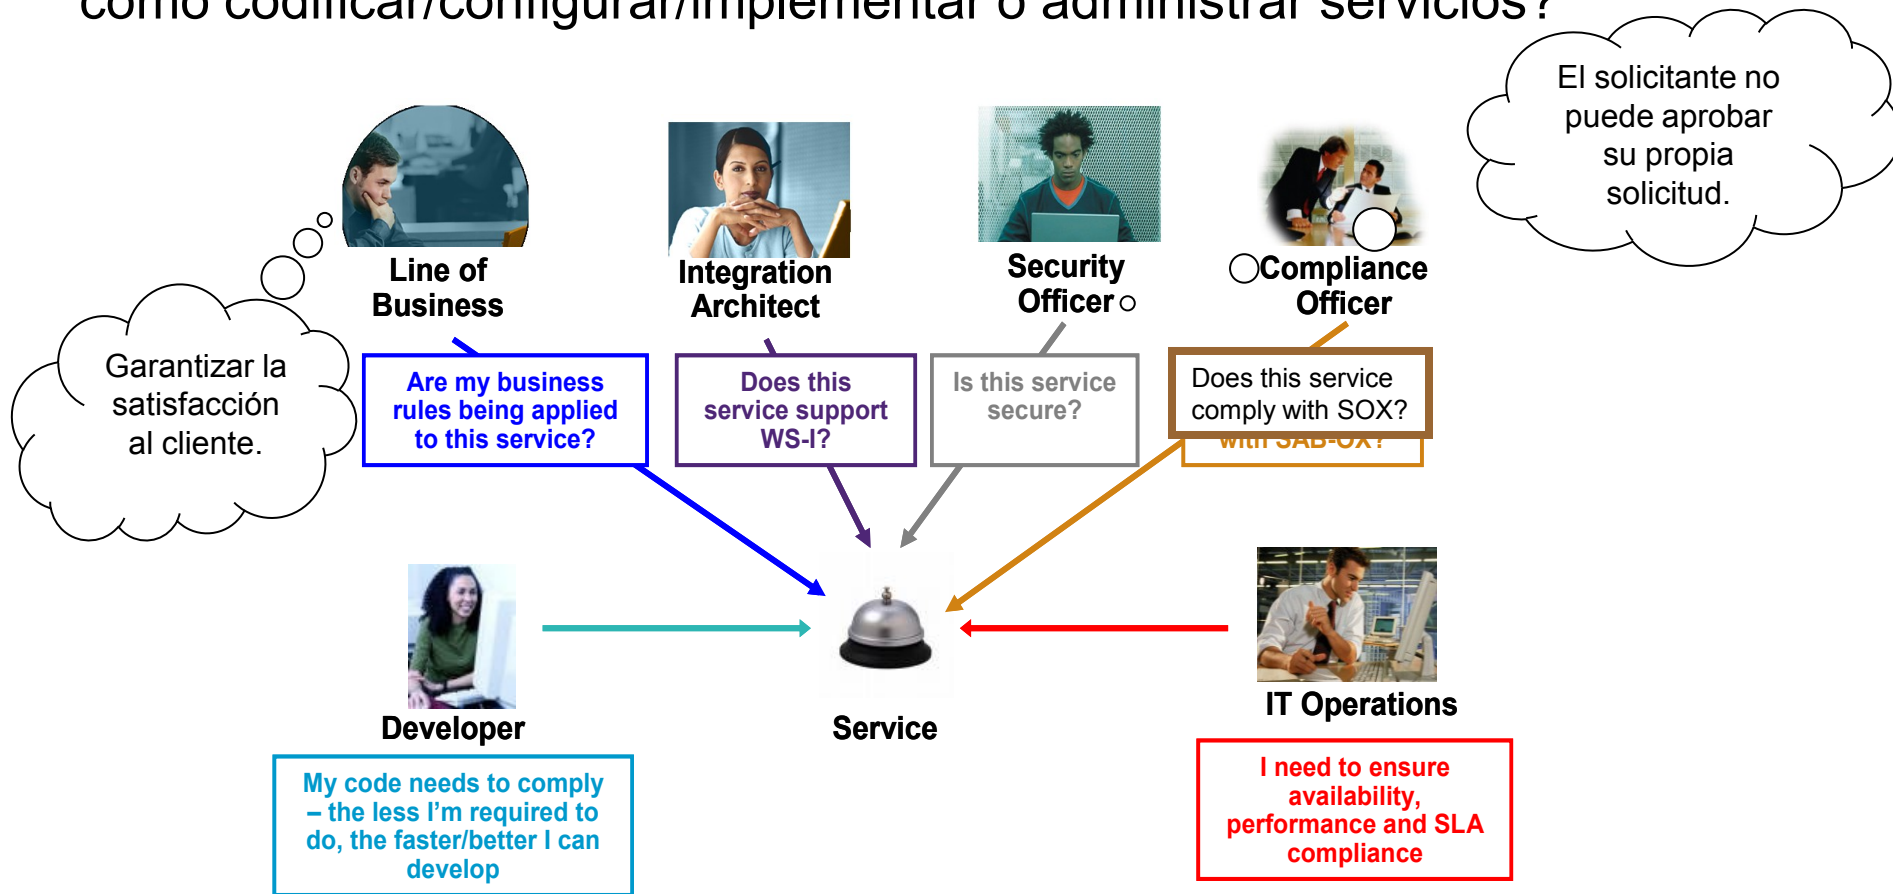 como codificar/configurar/implementar o administrar servicios?
El solicitante no
puede aprobar
su propia
solicitud.
Line of
Business
Integration
Architect
Security
Officer
Compliance
Officer
Garantizar la
satisfacción
al cliente.
Are my business
rules being applied
to this service?
Does this
service support
WS-I?
Is this service
secure?
Does this service
comply with SOX?
with SAB-OX?
Developer
Service
IT Operations
My code needs to comply
– the less I'm required to
do, the faster/better I can
develop
I need to ensure
availability,
performance and SLA
compliance